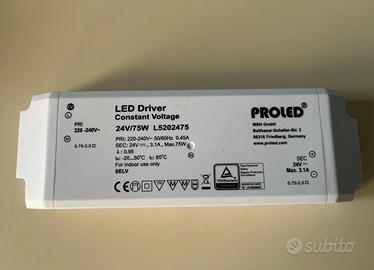 PRI
220 -240V~
0.75-2.5
LED Driver
Constant Voltage
24V/75W L5202475
PRI: 220-240V~ 50/60Hz 0.45A
SEC: 24V⎓, 3.1A, Max.75W
λ: 0.95
ta: -20...50°C tc: 85°C
For indoor use only
SELV
PROLED
MBN GmbH
Balthasar-Schaller-Str. 3
86316 Friedberg, Germany
www.proled.com
SEC
24V⎓
Max. 3.1A
0.75-2.5
subito